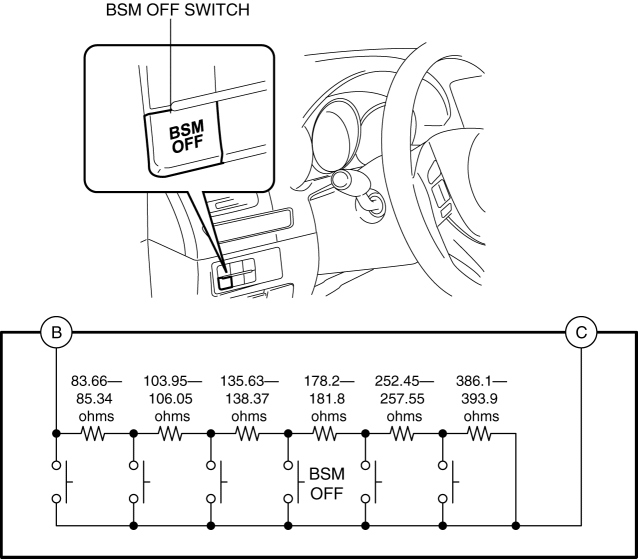 BSM OFF SWITCH
BSM
OFF
B
C
83.66—
85.34
ohms
103.95—
106.05
ohms
135.63—
138.37
ohms
178.2—
181.8
ohms
252.45—
257.55
ohms
386.1—
393.9
ohms
BSM
OFF